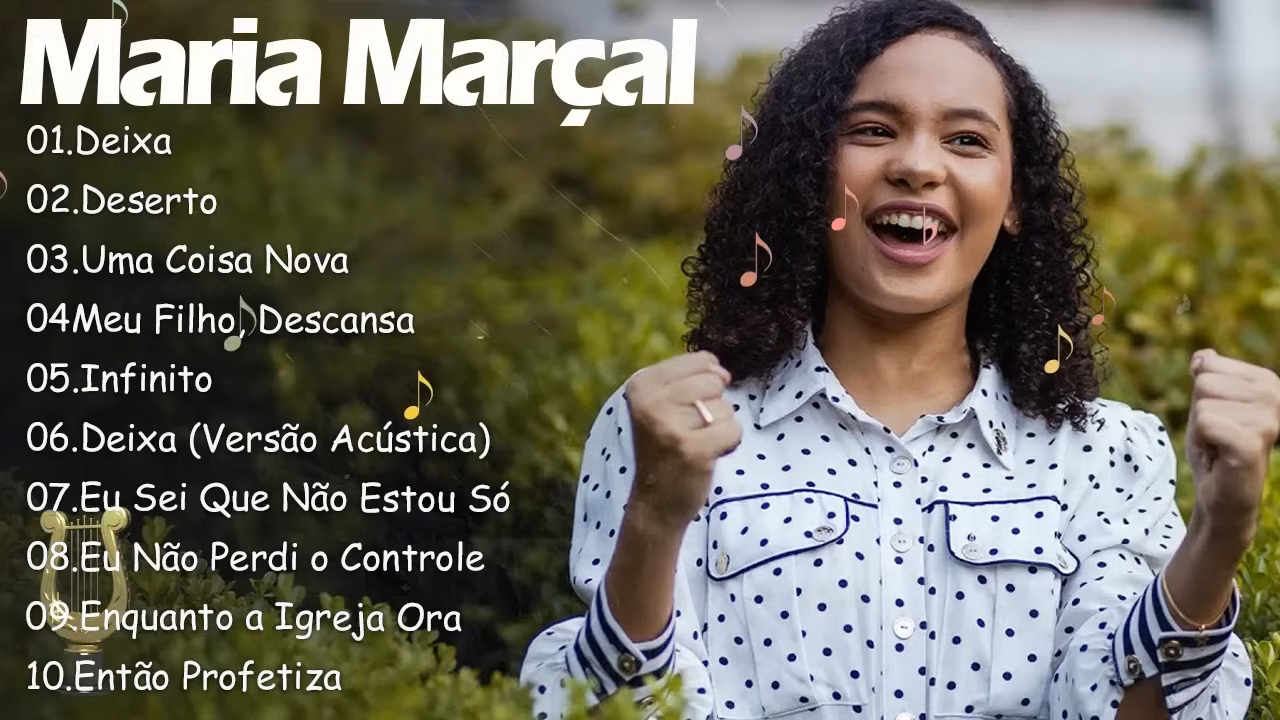 Maria Marçal
01.Deixa
02.Deserto
03.Uma Coisa Nova
04Meu Filho, Descansa
05.Infinito
06.Deixa (Versão Acústica)
07.Eu Sei Que Não Estou Só
08.Eu Não Perdi o Controle
09.Enquanto a Igreja Ora
10.Então Profetiza